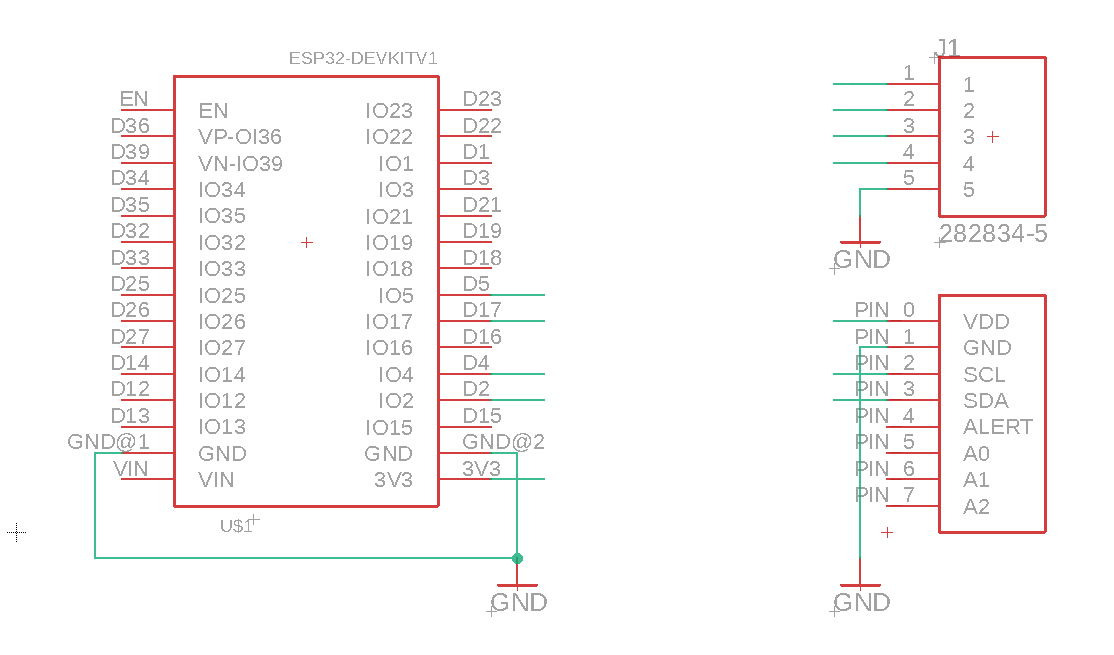 ESP32-DEVKITV1
EN EN IO23 D23
D36 VP-OI36 IO22 D22
D39 VN-IO39 IO1 D1
D34 IO34 IO3 D3
D35 IO35 IO21 D21
D32 IO32 IO19 D19
D33 IO33 IO18 D18
D25 IO25 IO5 D5
D26 IO26 IO17 D17
D27 IO27 IO16 D16
D14 IO14 IO4 D4
D12 IO12 IO2 D2
D13 IO13 IO15 D15
GND@1 GND GND GND@2
VIN VIN 3V3 3V3
U$1
GND
J1
1 1
2 2
3 3
4 4
5 5
282834-5
GND
PIN 0 VDD
PIN 1 GND
PIN 2 SCL
PIN 3 SDA
PIN 4 ALERT
PIN 5 A0
PIN 6 A1
PIN 7 A2
GND